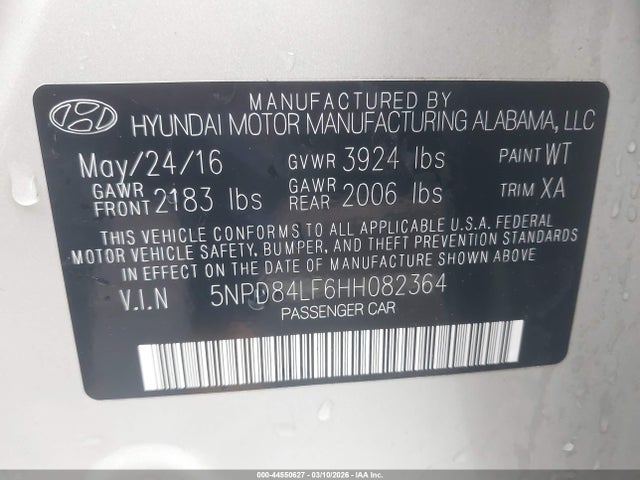 MANUFACTURED BY
HYUNDAI MOTOR MANUFACTURING ALABAMA, LLC
May/24/16 GVWR 3924 lbs PAINT WT
GAWR FRONT 2183 lbs GAWR REAR 2006 lbs TRIM XA
THIS VEHICLE CONFORMS TO ALL APPLICABLE U.S.A. FEDERAL
MOTOR VEHICLE SAFETY, BUMPER, AND THEFT PREVENTION STANDARDS
IN EFFECT ON THE DATE OF MANUFACTURE SHOWN ABOVE.
V.I.N 5NPD84LF6HH082364
PASSENGER CAR
000-44550627 — 03/10/2026 — IAA, Inc.